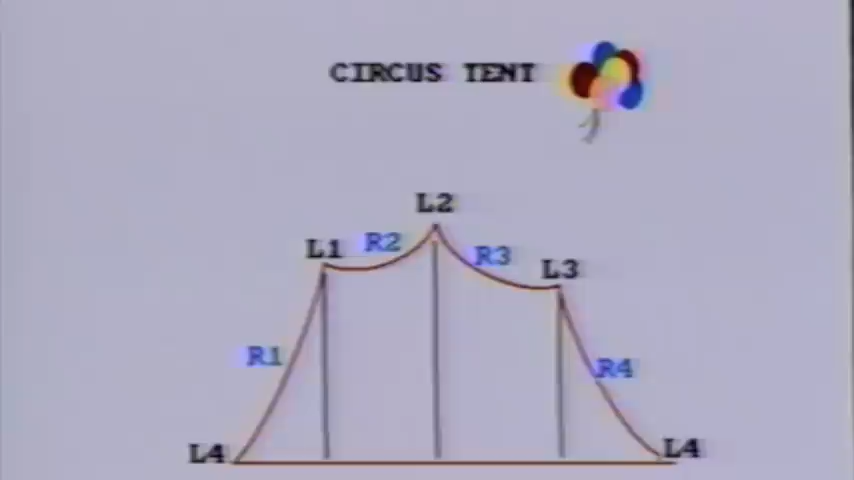 CIRCUS TENT
L2
L1 R2 R3 L3
R1 R4
L4 L4